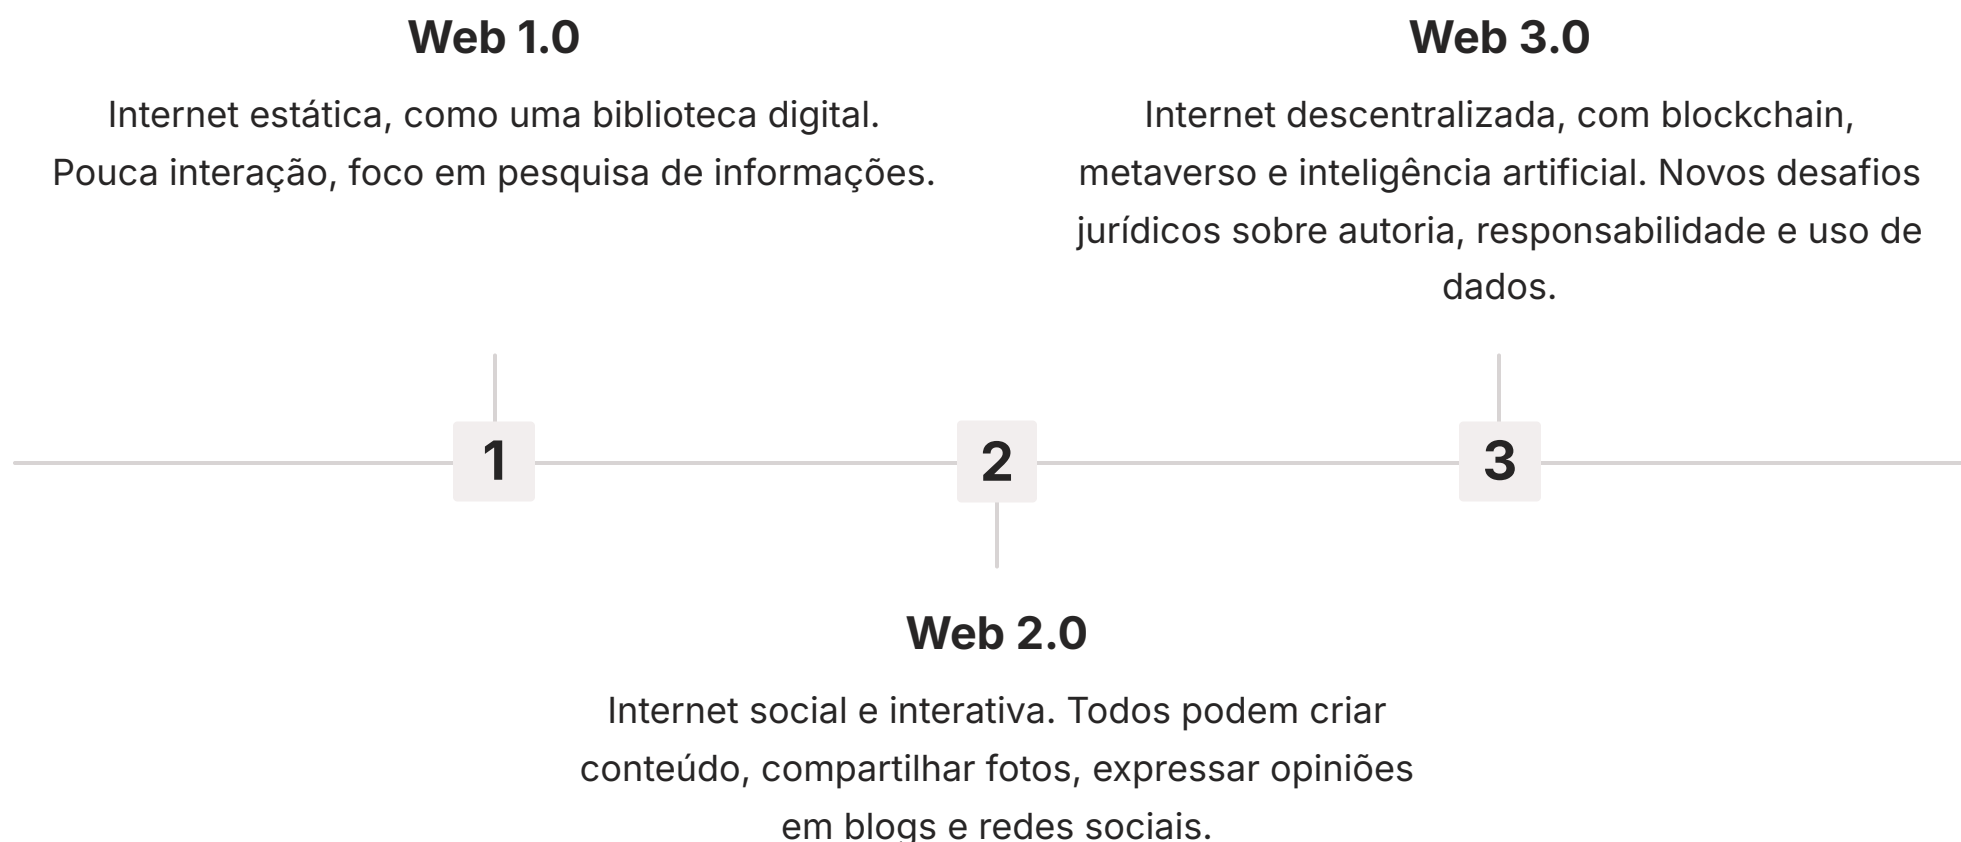 Web 1.0
Internet estática, como uma biblioteca digital.
Pouca interação, foco em pesquisa de informações.
1
2
Web 2.0
Internet social e interativa. Todos podem criar
conteúdo, compartilhar fotos, expressar opiniões
em blogs e redes sociais.
Web 3.0
Internet descentralizada, com blockchain,
metaverso e inteligência artificial. Novos desafios
jurídicos sobre autoria, responsabilidade e uso de
dados.
3